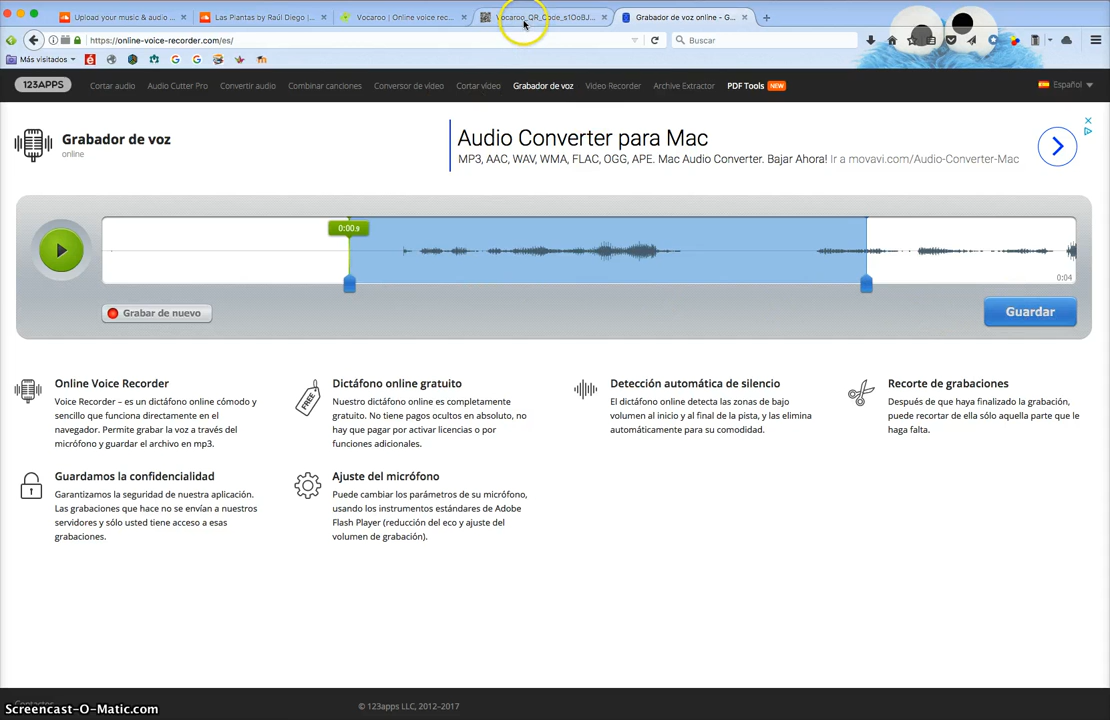 Upload your music & audio ...
Las Plantas by Raúl Diego | ...
Vocaroo | Online voice rec...
Vocaroo_QR_Code_s1OoBJ...
Grabador de voz online - G...
https://online-voice-recorder.com/es/
Buscar
Más visitados
123APPS
Cortar audio
Audio Cutter Pro
Convertir audio
Combinar canciones
Conversor de vídeo
Cortar vídeo
Grabador de voz
Video Recorder
Archive Extractor
PDF Tools NEW
Español
Grabador de voz
online
Audio Converter para Mac
MP3, AAC, WAV, WMA, FLAC, OGG, APE. Mac Audio Converter. Bajar Ahora! Ir a movavi.com/Audio-Converter-Mac
0:00.9
0:04
Grabar de nuevo
Guardar
Online Voice Recorder
Voice Recorder – es un dictáfono online cómodo y
sencillo que funciona directamente en el
navegador. Permite grabar la voz a través del
micrófono y guardar el archivo en mp3.
Dictáfono online gratuito
Nuestro dictáfono online es completamente
gratuito. No tiene pagos ocultos en absoluto, no
hay que pagar por activar licencias o por
funciones adicionales.
Detección automática de silencio
El dictáfono online detecta las zonas de bajo
volumen al inicio y al final de la pista, y las elimina
automáticamente para su comodidad.
Recorte de grabaciones
Después de que haya finalizado la grabación,
puede recortar de ella sólo aquella parte que le
haga falta.
Guardamos la confidencialidad
Garantizamos la seguridad de nuestra aplicación.
Las grabaciones que hace no se envían a nuestros
servidores y sólo usted tiene acceso a esas
grabaciones.
Ajuste del micrófono
Puede cambiar los parámetros de su micrófono,
usando los instrumentos estándares de Adobe
Flash Player (reducción del eco y ajuste del
volumen de grabación).
© 123apps LLC, 2012–2017
Screencast-O-Matic.com